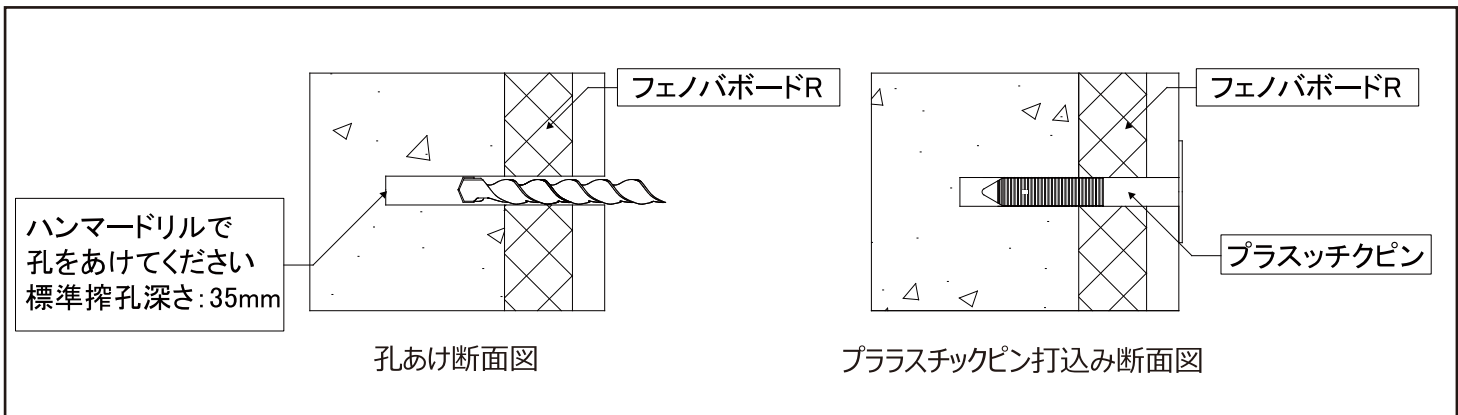 フェノバボードR
ハンマードリルで
孔をあけてください
標準搾孔深さ:35mm
孔あけ断面図
フェノバボードR
プラスッチクピン
プララスチックピン打込み断面図